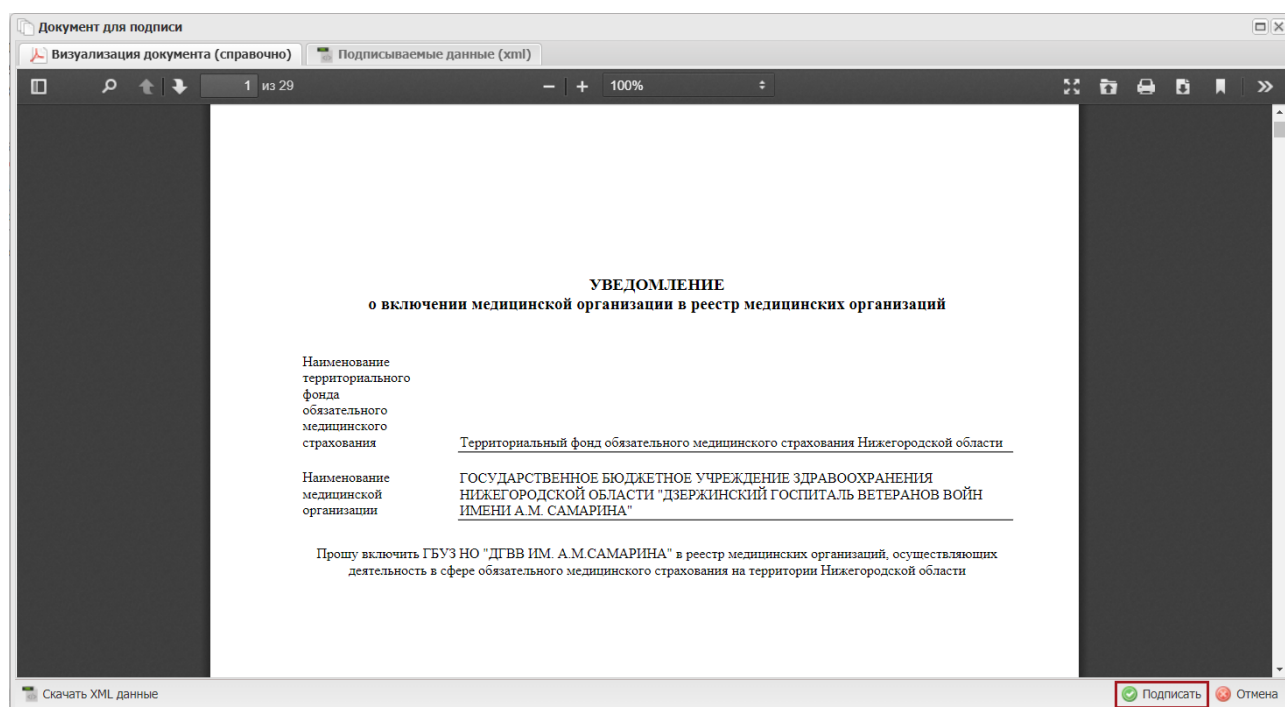 Документ для подписи
Визуализация документа (справочно) Подписываемые данные (xml)
1 из 29 100%
УВЕДОМЛЕНИЕ
о включении медицинской организации в реестр медицинских организаций
Наименование
территориального
фонда
обязательного
медицинского
страхования Территориальный фонд обязательного медицинского страхования Нижегородской области
Наименование ГОСУДАРСТВЕННОЕ БЮДЖЕТНОЕ УЧРЕЖДЕНИЕ ЗДРАВООХРАНЕНИЯ
медицинской НИЖЕГОРОДСКОЙ ОБЛАСТИ "ДЗЕРЖИНСКИЙ ГОСПИТАЛЬ ВЕТЕРАНОВ ВОЙН
организации ИМЕНИ А.М. САМАРИНА"
Прошу включить ГБУЗ НО "ДГВВ ИМ. А.М.САМАРИНА" в реестр медицинских организаций, осуществляющих
деятельность в сфере обязательного медицинского страхования на территории Нижегородской области
Скачать XML данные Подписать Отмена